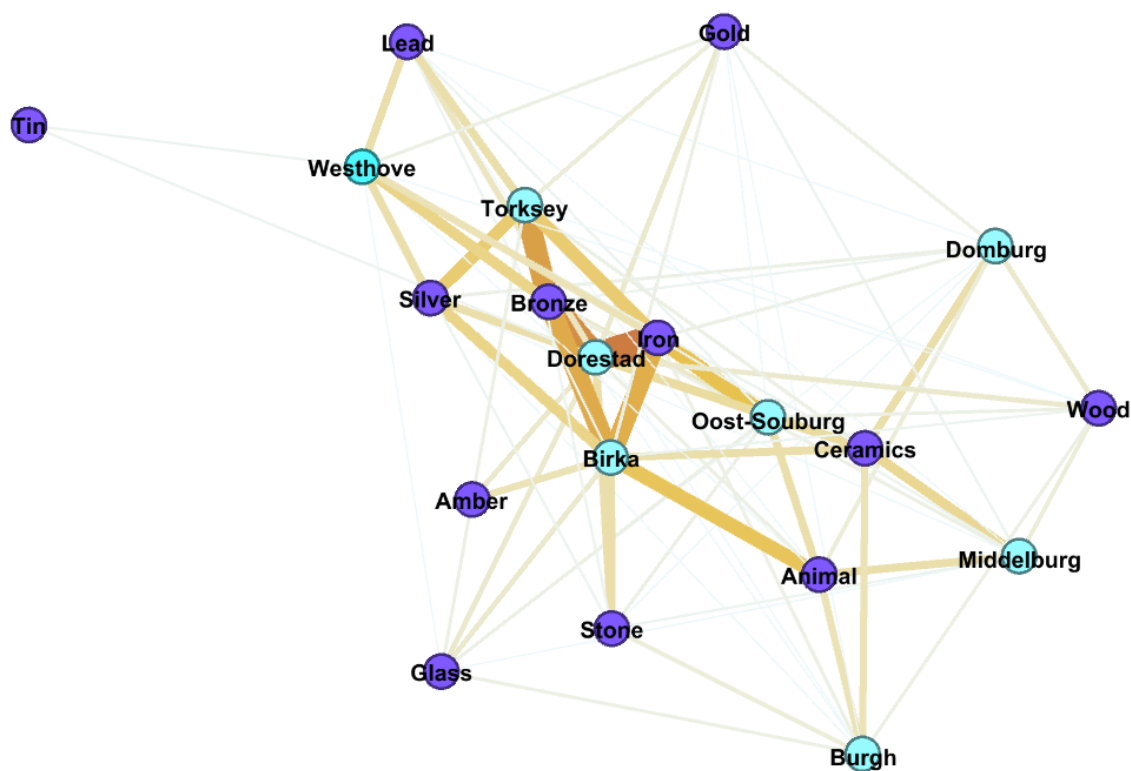 Gold
Lead
Tin
Westhove
Torksey
Domburg
Silver
Bronze
Iron
Dorestad
Wood
Oost-Souburg
Ceramics
Birka
Amber
Middelburg
Animal
Stone
Glass
Burgh